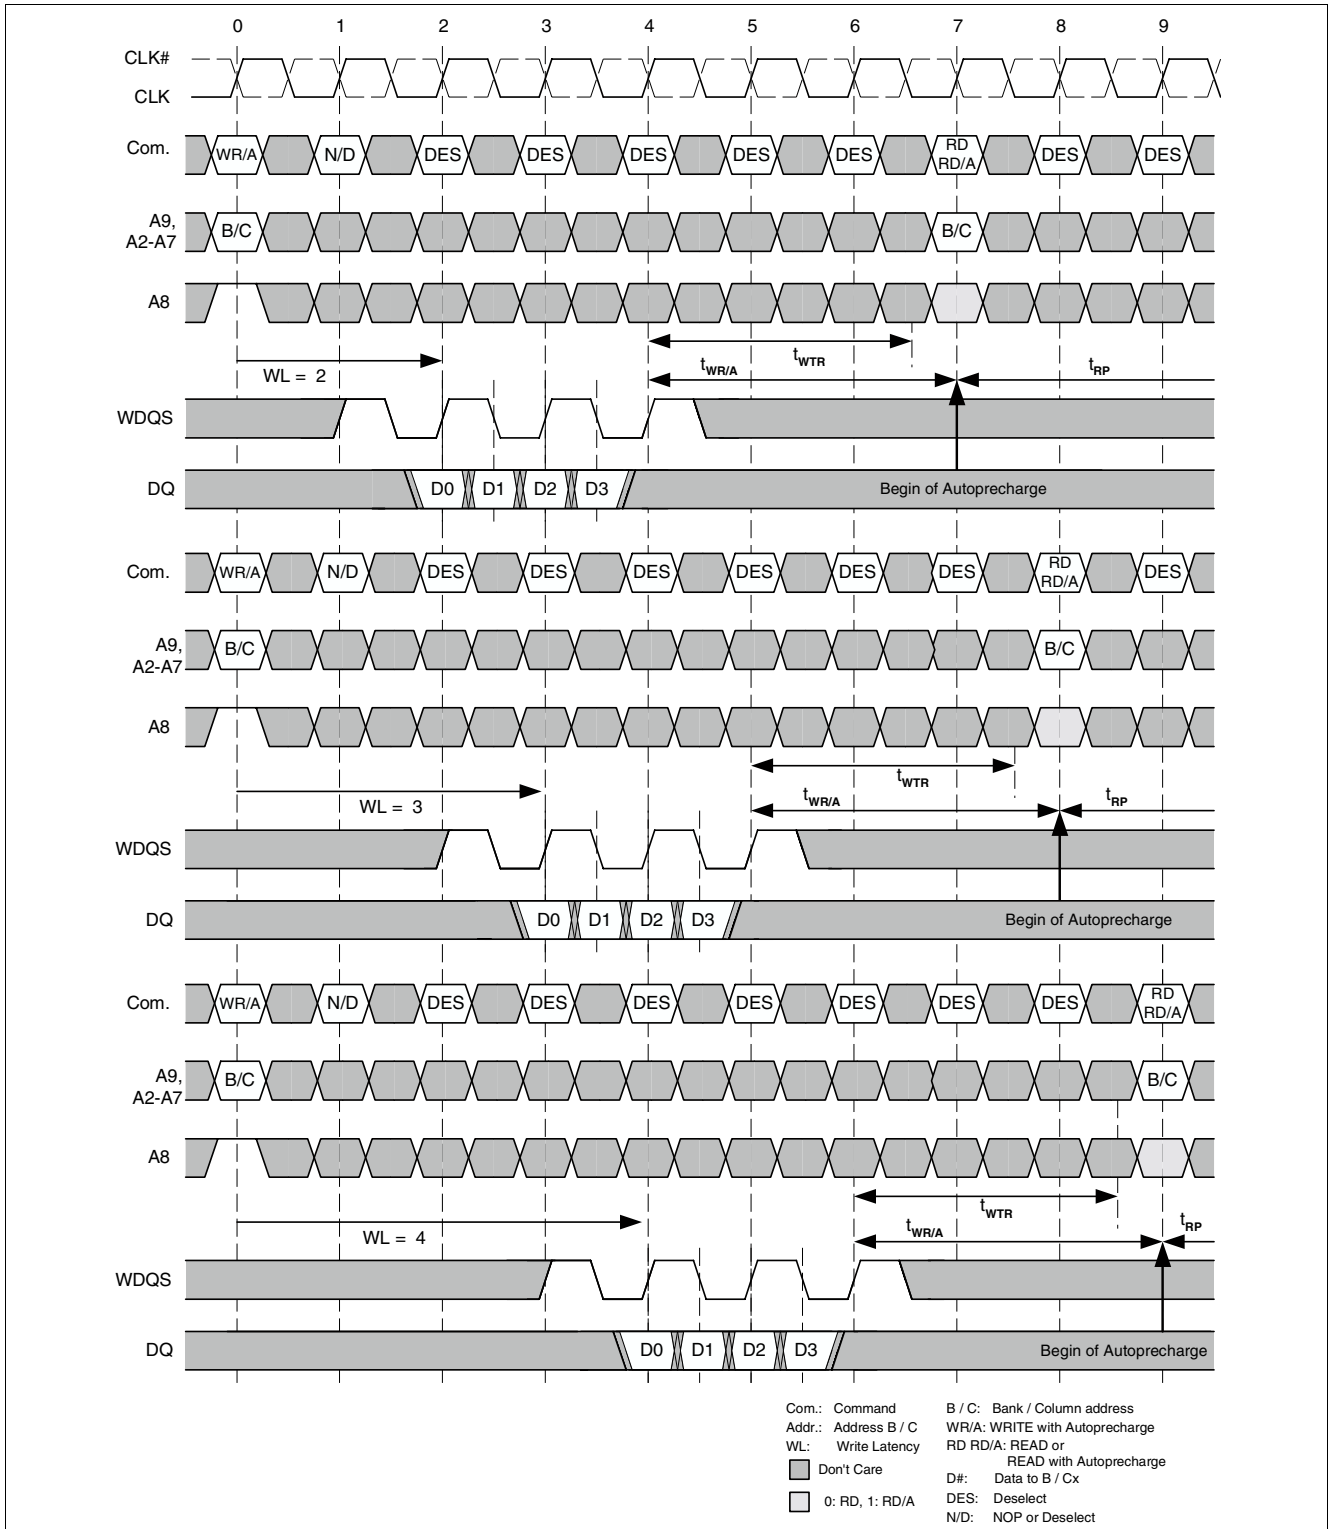 0 1 2 3 4 5 6 7 8 9
CLK#
CLK
Com. WR/A N/D DES DES DES DES DES RD RD/A DES DES
A9, A2-A7 B/C B/C
A8
tWTR
WL = 2 tWR/A tRP
WDQS
DQ D0 D1 D2 D3 Begin of Autoprecharge
Com. WR/A N/D DES DES DES DES DES DES RD RD/A DES
A9, A2-A7 B/C B/C
A8
tWTR
WL = 3 tWR/A tRP
WDQS
DQ D0 D1 D2 D3 Begin of Autoprecharge
Com. WR/A N/D DES DES DES DES DES DES DES RD RD/A
A9, A2-A7 B/C B/C
A8
tWTR
WL = 4 tWR/A tRP
WDQS
DQ D0 D1 D2 D3 Begin of Autoprecharge
Com.: Command
Addr.: Address B / C
WL: Write Latency
Don't Care
0: RD, 1: RD/A
B / C: Bank / Column address
WR/A: WRITE with Autoprecharge
RD RD/A: READ or
READ with Autoprecharge
D#: Data to B / Cx
DES: Deselect
N/D: NOP or Deselect